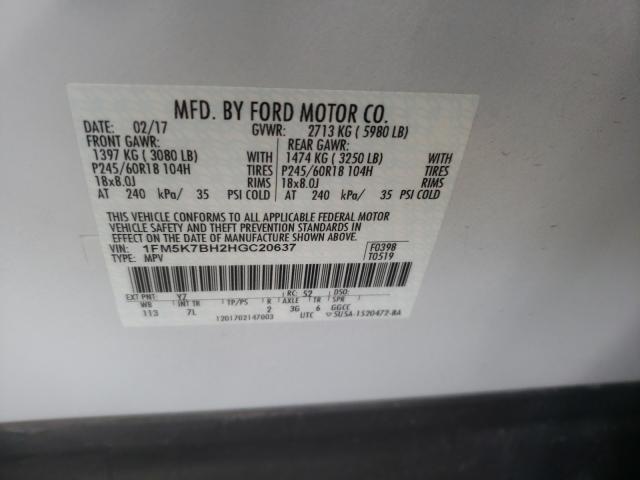 MFD. BY FORD MOTOR CO.
DATE: 02/17 GVWR: 2713 KG ( 5980 LB)
FRONT GAWR: REAR GAWR:
1397 KG ( 3080 LB) WITH 1474 KG ( 3250 LB) WITH
P245/60R18 104H TIRES P245/60R18 104H TIRES
18x8.0J RIMS 18x8.0J RIMS
AT 240 kPa/ 35 PSI COLD AT 240 kPa/ 35 PSI COLD
THIS VEHICLE CONFORMS TO ALL APPLICABLE FEDERAL MOTOR
VEHICLE SAFETY AND THEFT PREVENTION STANDARDS IN
EFFECT ON THE DATE OF MANUFACTURE SHOWN ABOVE.
VIN: 1FM5K7BH2HGC20637 F0398
TYPE: MPV T0519
EXT PNT: Y7 RC: 52 DSO:
WB INT TR TP/PS R AXLE TR SPR
113 7L 2 3G 6 GGCC
1201702147003 UTC SU5A-1520472-BA